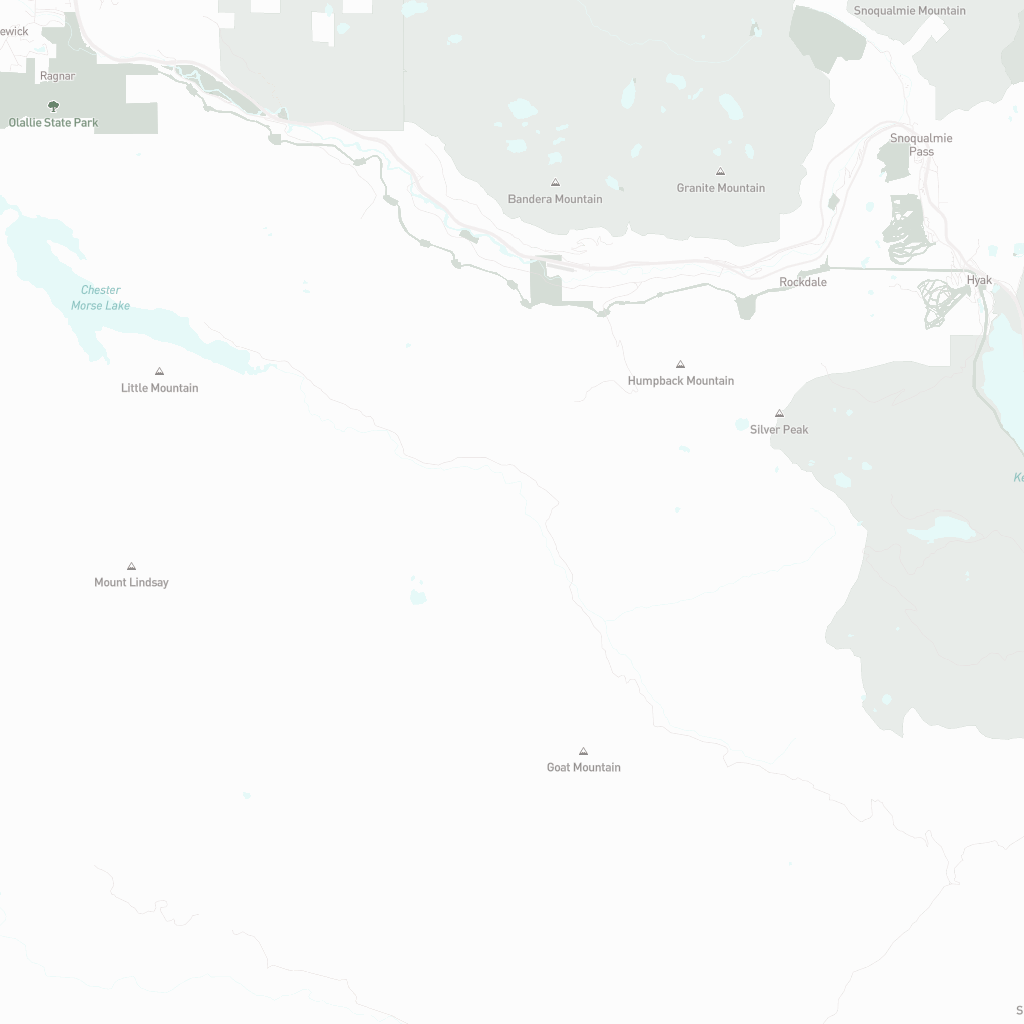 Snoqualmie Mountain
ewick
Ragnar
Olallie State Park
Snoqualmie
Pass
Granite Mountain
Bandera Mountain
Rockdale
Hyak
Chester
Morse Lake
Little Mountain
Humpback Mountain
Silver Peak
Ke
Mount Lindsay
Goat Mountain
S